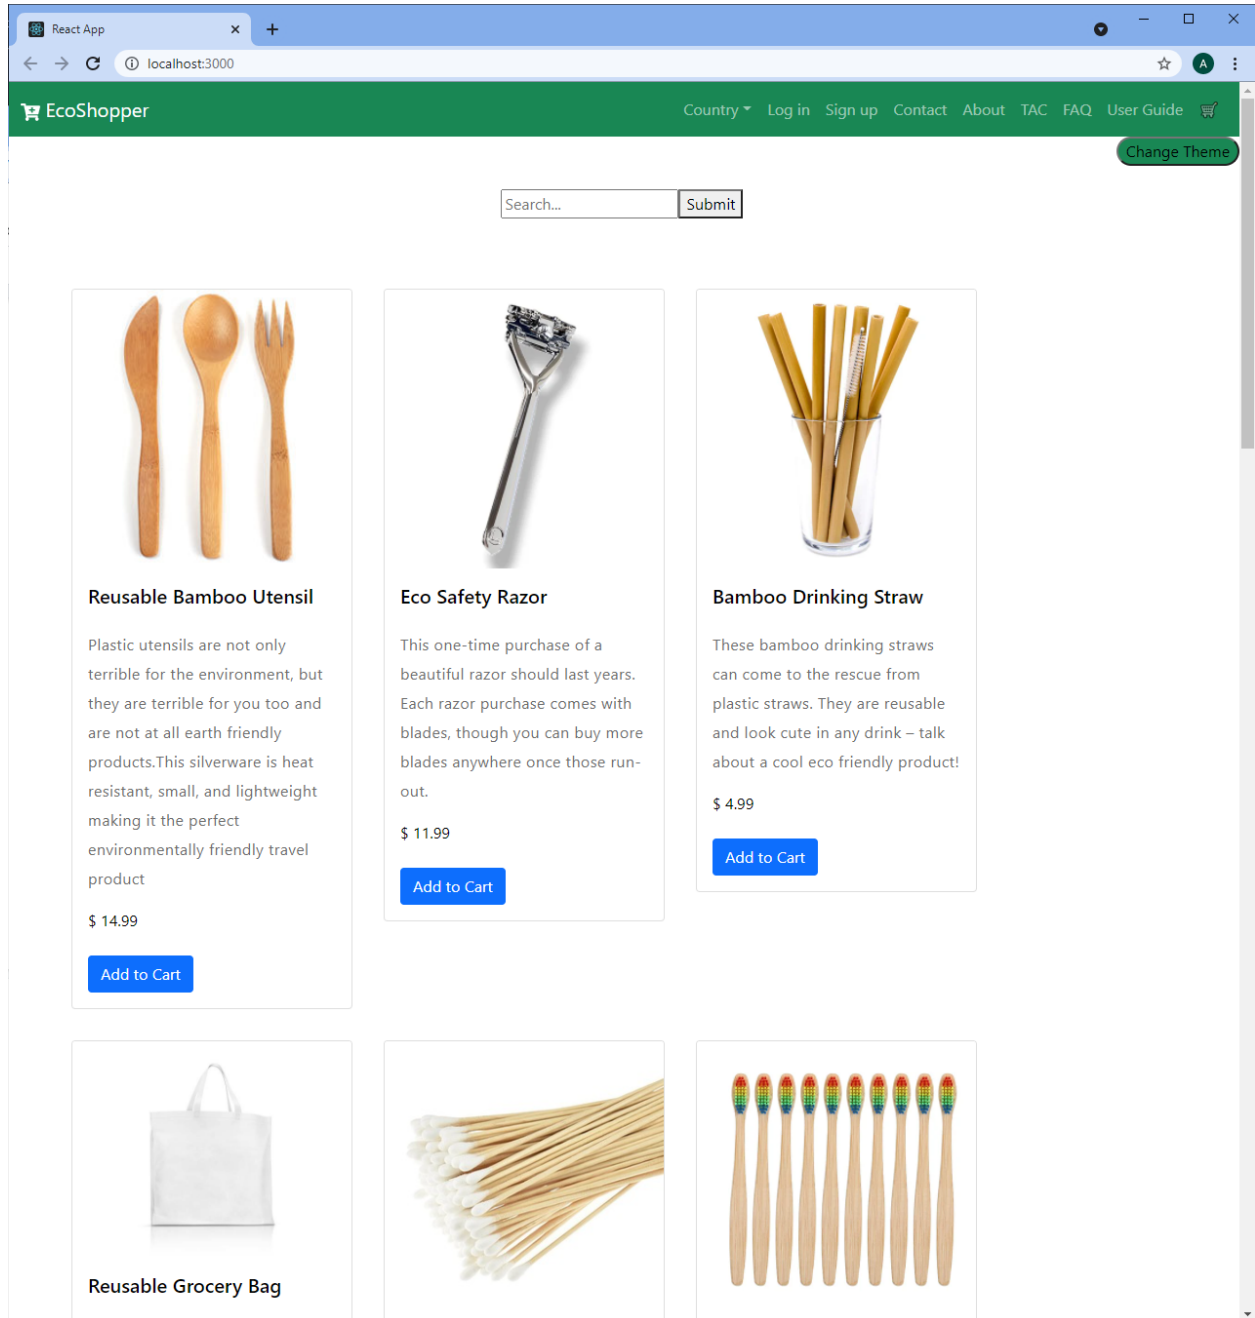 React App
localhost:3000
A
EcoShopper
Country Log in Sign up Contact About TAC FAQ User Guide
Change Theme
Search... Submit
Reusable Bamboo Utensil
Plastic utensils are not only
terrible for the environment, but
they are terrible for you too and
are not at all earth friendly
products.This silverware is heat
resistant, small, and lightweight
making it the perfect
environmentally friendly travel
product
$ 14.99
Add to Cart
Eco Safety Razor
This one-time purchase of a
beautiful razor should last years.
Each razor purchase comes with
blades, though you can buy more
blades anywhere once those run-
out.
$ 11.99
Add to Cart
Bamboo Drinking Straw
These bamboo drinking straws
can come to the rescue from
plastic straws. They are reusable
and look cute in any drink – talk
about a cool eco friendly product!
$ 4.99
Add to Cart
Reusable Grocery Bag